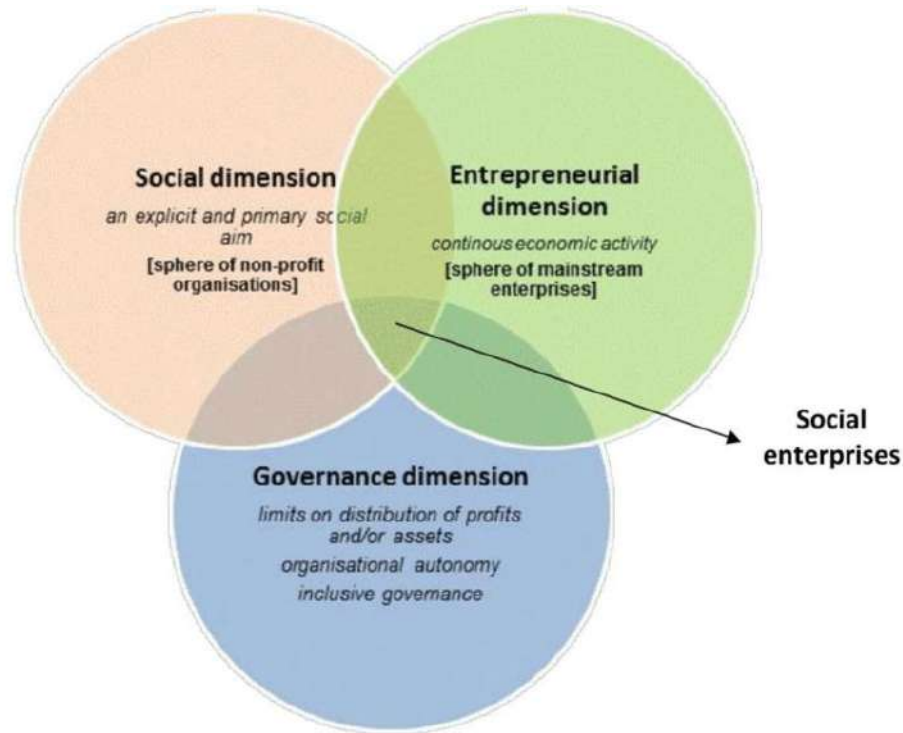 Social dimension
an explicit and primary social
aim
[sphere of non-profit
organisations]
Entrepreneurial
dimension
continous economic activity
[sphere of mainstream
enterprises]
Social
enterprises
Governance dimension
limits on distribution of profits
and/or assets
organisational autonomy
inclusive governance